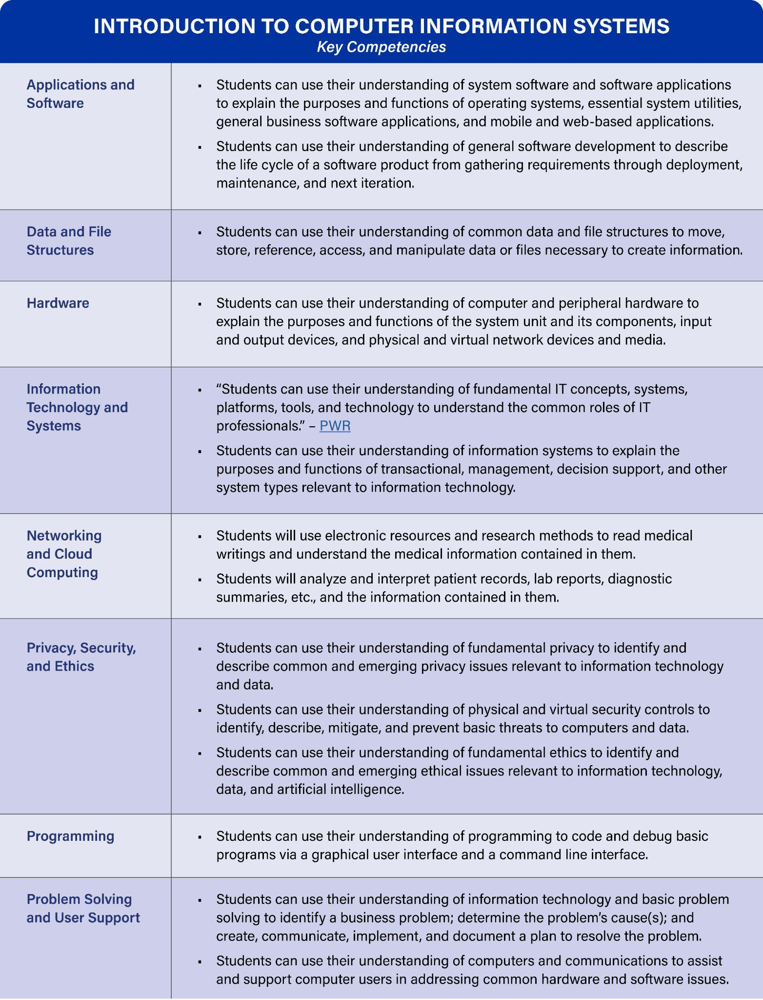 INTRODUCTION TO COMPUTER INFORMATION SYSTEMS
Key Competencies
Applications and
Software
▪ Students can use their understanding of system software and software applications
to explain the purposes and functions of operating systems, essential system utilities,
general business software applications, and mobile and web-based applications.
▪ Students can use their understanding of general software development to describe
the life cycle of a software product from gathering requirements through deployment,
maintenance, and next iteration.
Data and File
Structures
▪ Students can use their understanding of common data and file structures to move,
store, reference, access, and manipulate data or files necessary to create information.
Hardware
▪ Students can use their understanding of computer and peripheral hardware to
explain the purposes and functions of the system unit and its components, input
and output devices, and physical and virtual network devices and media.
Information
Technology and
Systems
▪ “Students can use their understanding of fundamental IT concepts, systems,
platforms, tools, and technology to understand the common roles of IT
professionals.” – PWR
▪ Students can use their understanding of information systems to explain the
purposes and functions of transactional, management, decision support, and other
system types relevant to information technology.
Networking
and Cloud
Computing
▪ Students will use electronic resources and research methods to read medical
writings and understand the medical information contained in them.
▪ Students will analyze and interpret patient records, lab reports, diagnostic
summaries, etc., and the information contained in them.
Privacy, Security,
and Ethics
▪ Students can use their understanding of fundamental privacy to identify and
describe common and emerging privacy issues relevant to information technology
and data.
▪ Students can use their understanding of physical and virtual security controls to
identify, describe, mitigate, and prevent basic threats to computers and data.
▪ Students can use their understanding of fundamental ethics to identify and
describe common and emerging ethical issues relevant to information technology,
data, and artificial intelligence.
Programming
▪ Students can use their understanding of programming to code and debug basic
programs via a graphical user interface and a command line interface.
Problem Solving
and User Support
▪ Students can use their understanding of information technology and basic problem
solving to identify a business problem; determine the problem’s cause(s); and
create, communicate, implement, and document a plan to resolve the problem.
▪ Students can use their understanding of computers and communications to assist
and support computer users in addressing common hardware and software issues.